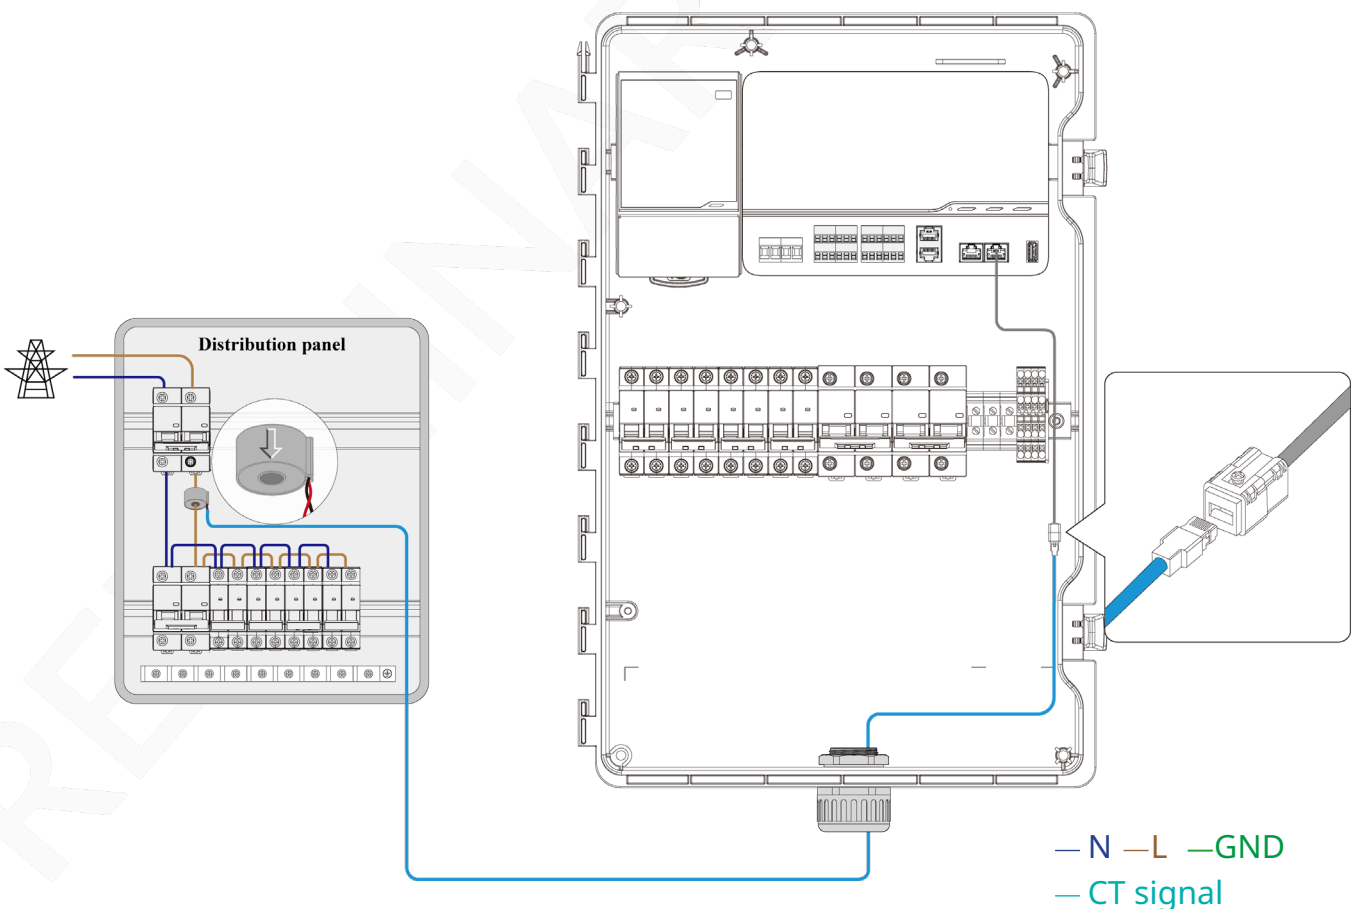 Distribution panel
— N — L — GND
— CT signal